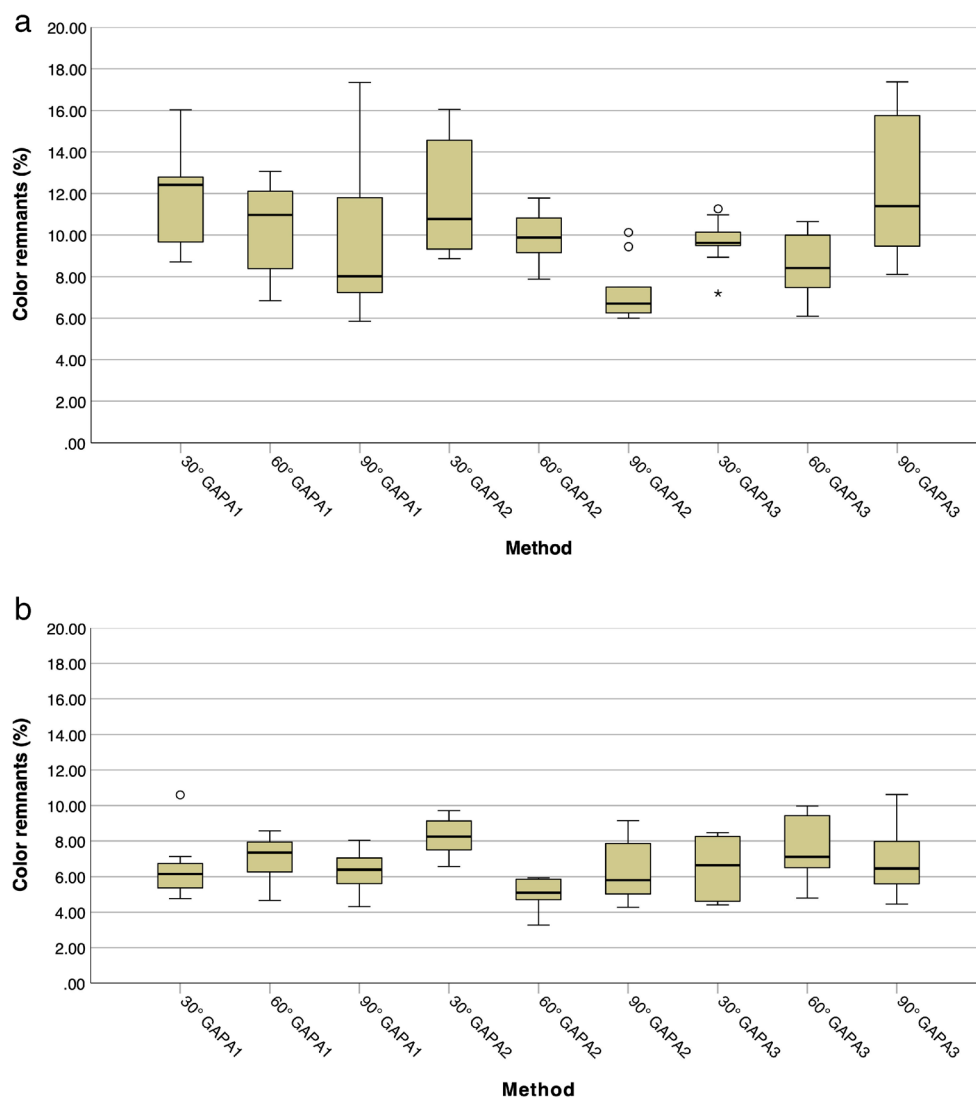 a
Color remnants (%)
20.00
18.00
16.00
14.00
12.00
10.00
8.00
6.00
4.00
2.00
.00
30° GAPA1
60° GAPA1
90° GAPA1
30° GAPA2
60° GAPA2
90° GAPA2
30° GAPA3
60° GAPA3
90° GAPA3
Method
b
Color remnants (%)
20.00
18.00
16.00
14.00
12.00
10.00
8.00
6.00
4.00
2.00
.00
30° GAPA1
60° GAPA1
90° GAPA1
30° GAPA2
60° GAPA2
90° GAPA2
30° GAPA3
60° GAPA3
90° GAPA3
Method